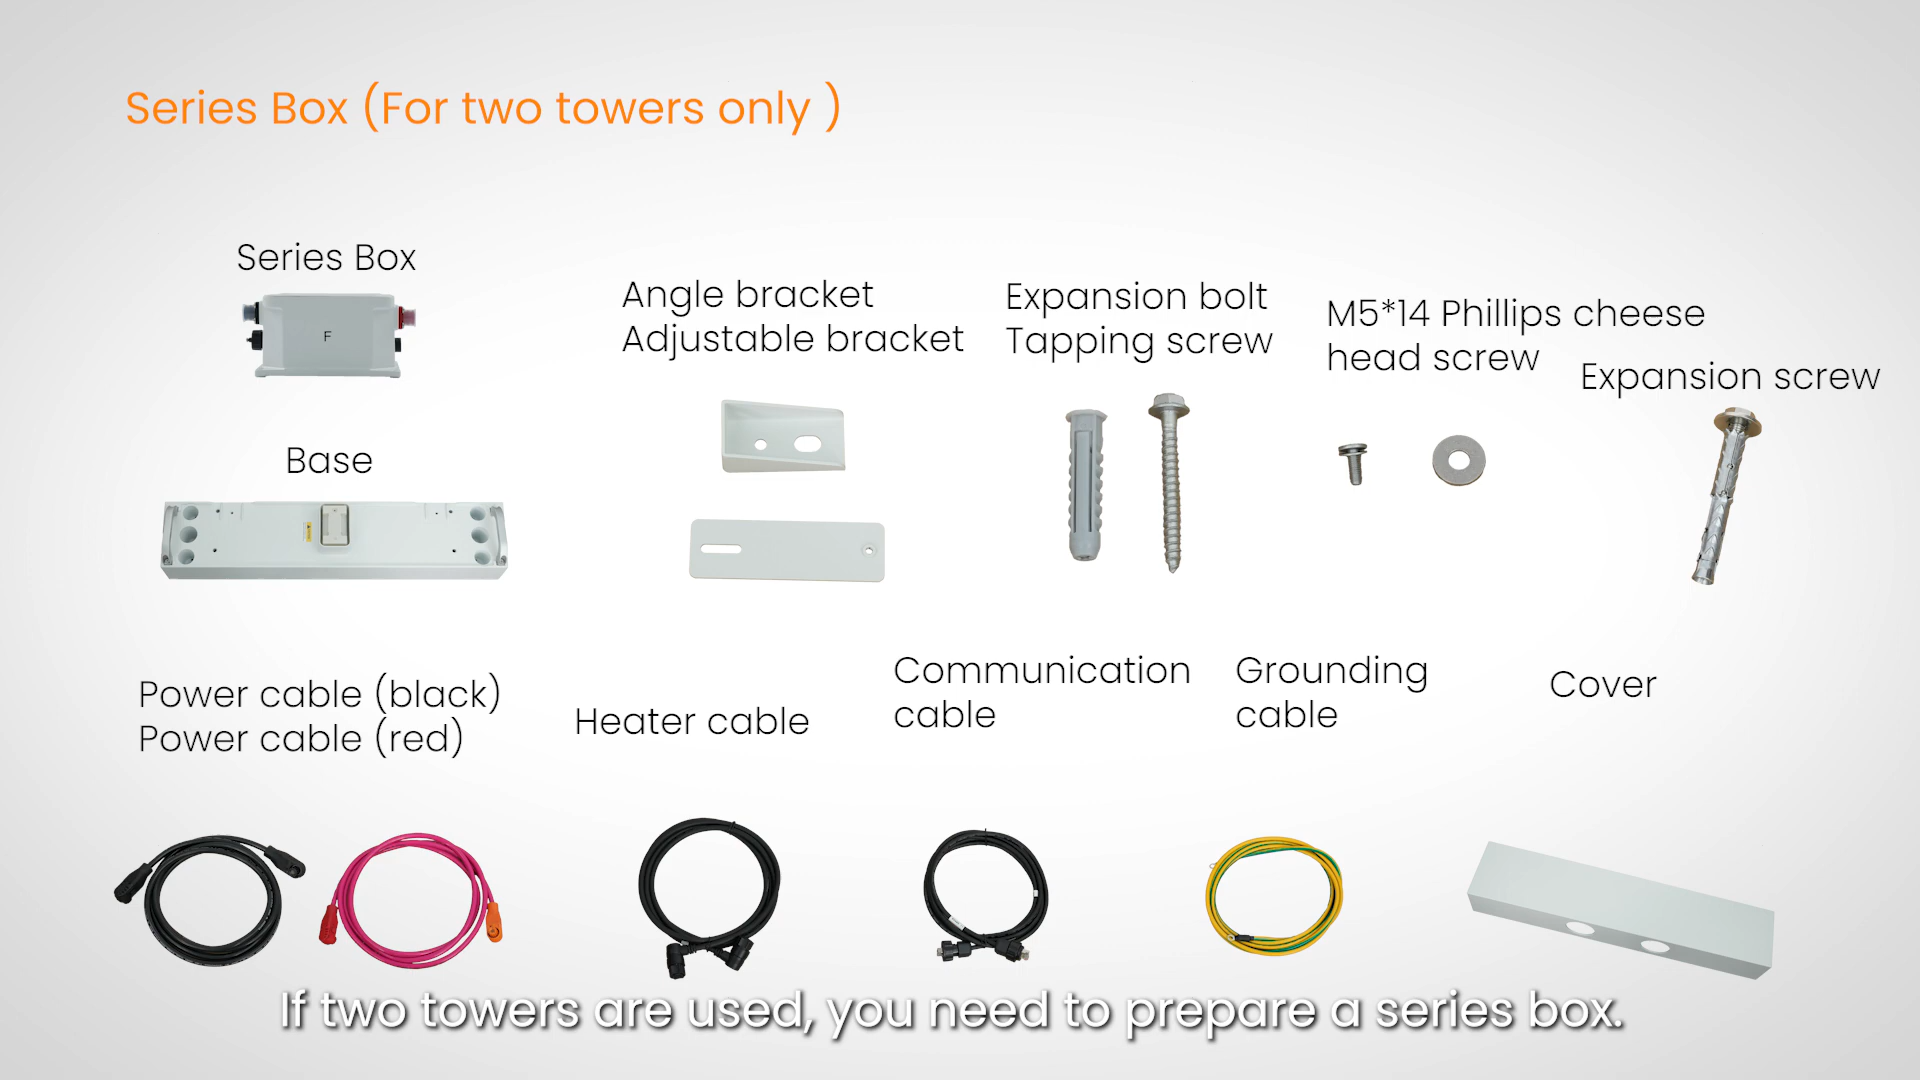 Series Box (For two towers only )
Series Box
F
Angle bracket
Adjustable bracket
Expansion bolt
Tapping screw
M5*14 Phillips cheese
head screw
Expansion screw
Base
Power cable (black)
Power cable (red)
Heater cable
Communication
cable
Grounding
cable
Cover
If two towers are used, you need to prepare a series box.